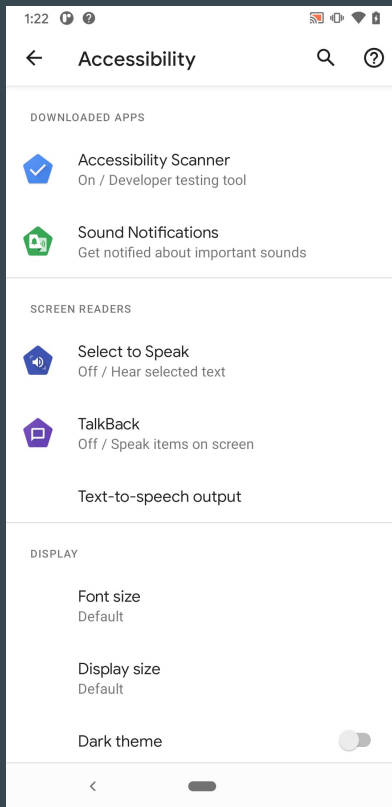 1:22
Accessibility
DOWNLOADED APPS
Accessibility Scanner
On / Developer testing tool
Sound Notifications
Get notified about important sounds
SCREEN READERS
Select to Speak
Off / Hear selected text
TalkBack
Off / Speak items on screen
Text-to-speech output
DISPLAY
Font size
Default
Display size
Default
Dark theme